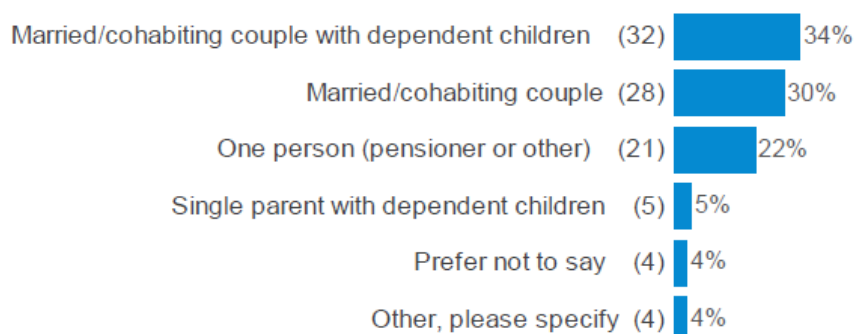 Married/cohabiting couple with dependent children (32) 34%
Married/cohabiting couple (28) 30%
One person (pensioner or other) (21) 22%
Single parent with dependent children (5) 5%
Prefer not to say (4) 4%
Other, please specify (4) 4%